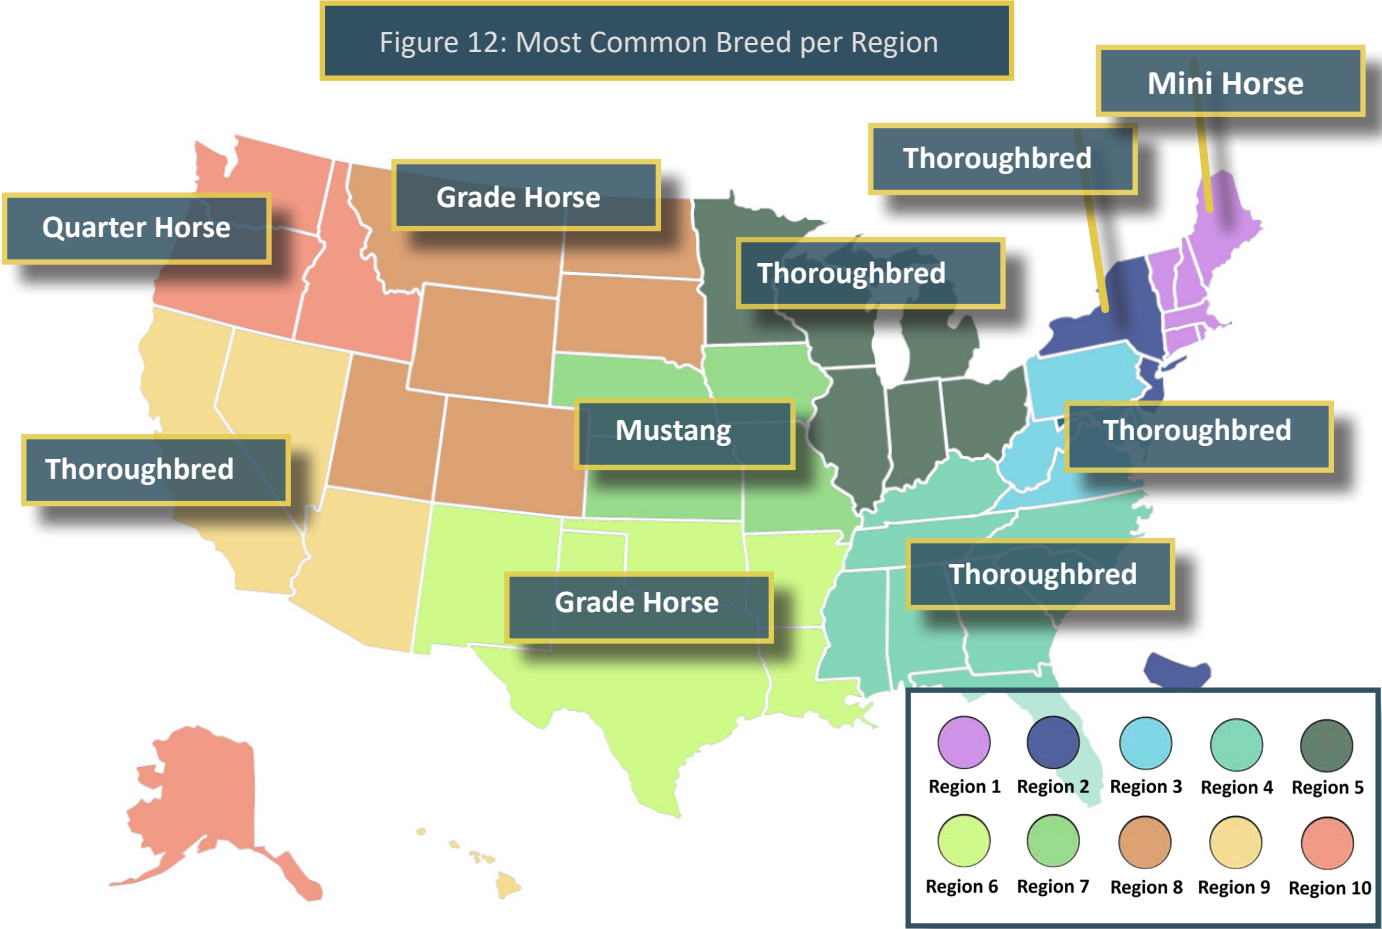 Figure 12: Most Common Breed per Region
Mini Horse
Thoroughbred
Grade Horse
Quarter Horse
Thoroughbred
Mustang
Thoroughbred
Thoroughbred
Thoroughbred
Grade Horse
Region 1
Region 2
Region 3
Region 4
Region 5
Region 6
Region 7
Region 8
Region 9
Region 10